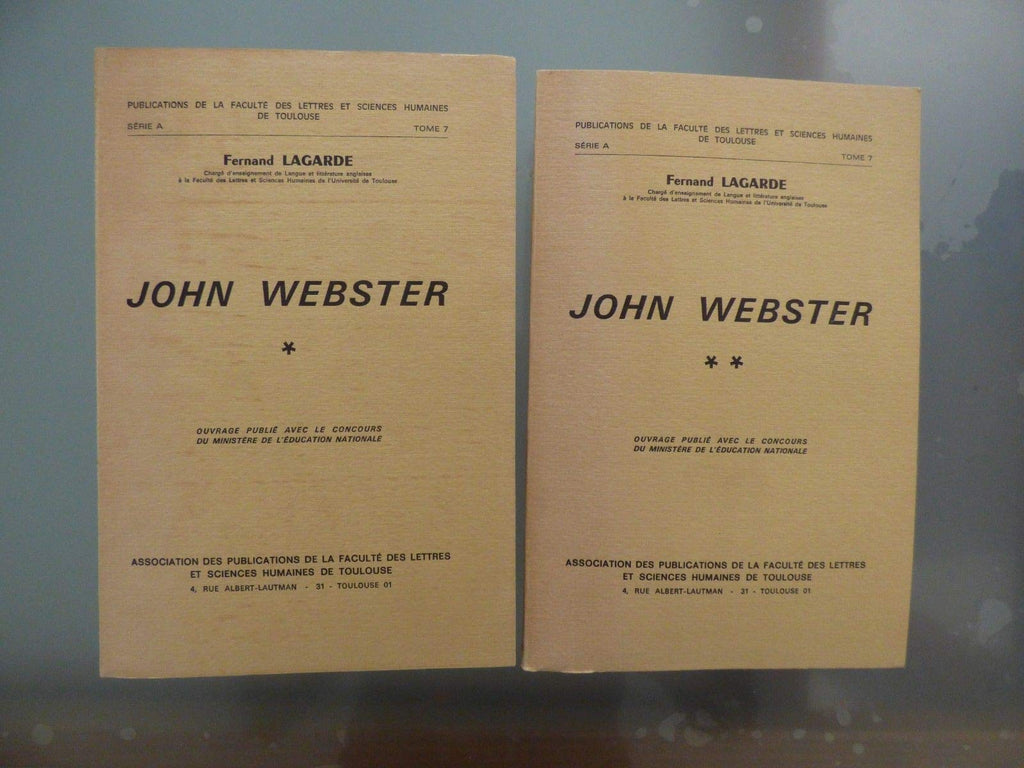 PUBLICATIONS DE LA FACULTÉ DES LETTRES ET SCIENCES HUMAINES
DE TOULOUSE
SÉRIE A TOME 7
Fernand LAGARDE
Chargé d'enseignement de Langue et littérature anglaises
à la Faculté des Lettres et Sciences Humaines de l'Université de Toulouse
JOHN WEBSTER
*
OUVRAGE PUBLIÉ AVEC LE CONCOURS
DU MINISTÈRE DE L'ÉDUCATION NATIONALE
ASSOCIATION DES PUBLICATIONS DE LA FACULTÉ DES LETTRES
ET SCIENCES HUMAINES DE TOULOUSE
4, RUE ALBERT-LAUTMAN - 31 - TOULOUSE 01
PUBLICATIONS DE LA FACULTÉ DES LETTRES ET SCIENCES HUMAINES
DE TOULOUSE
SÉRIE A TOME 7
Fernand LAGARDE
Chargé d'enseignement de Langue et littérature anglaises
à la Faculté des Lettres et Sciences Humaines de l'Université de Toulouse
JOHN WEBSTER
* *
OUVRAGE PUBLIÉ AVEC LE CONCOURS
DU MINISTÈRE DE L'ÉDUCATION NATIONALE
ASSOCIATION DES PUBLICATIONS DE LA FACULTÉ DES LETTRES
ET SCIENCES HUMAINES DE TOULOUSE
4, RUE ALBERT-LAUTMAN - 31 - TOULOUSE 01